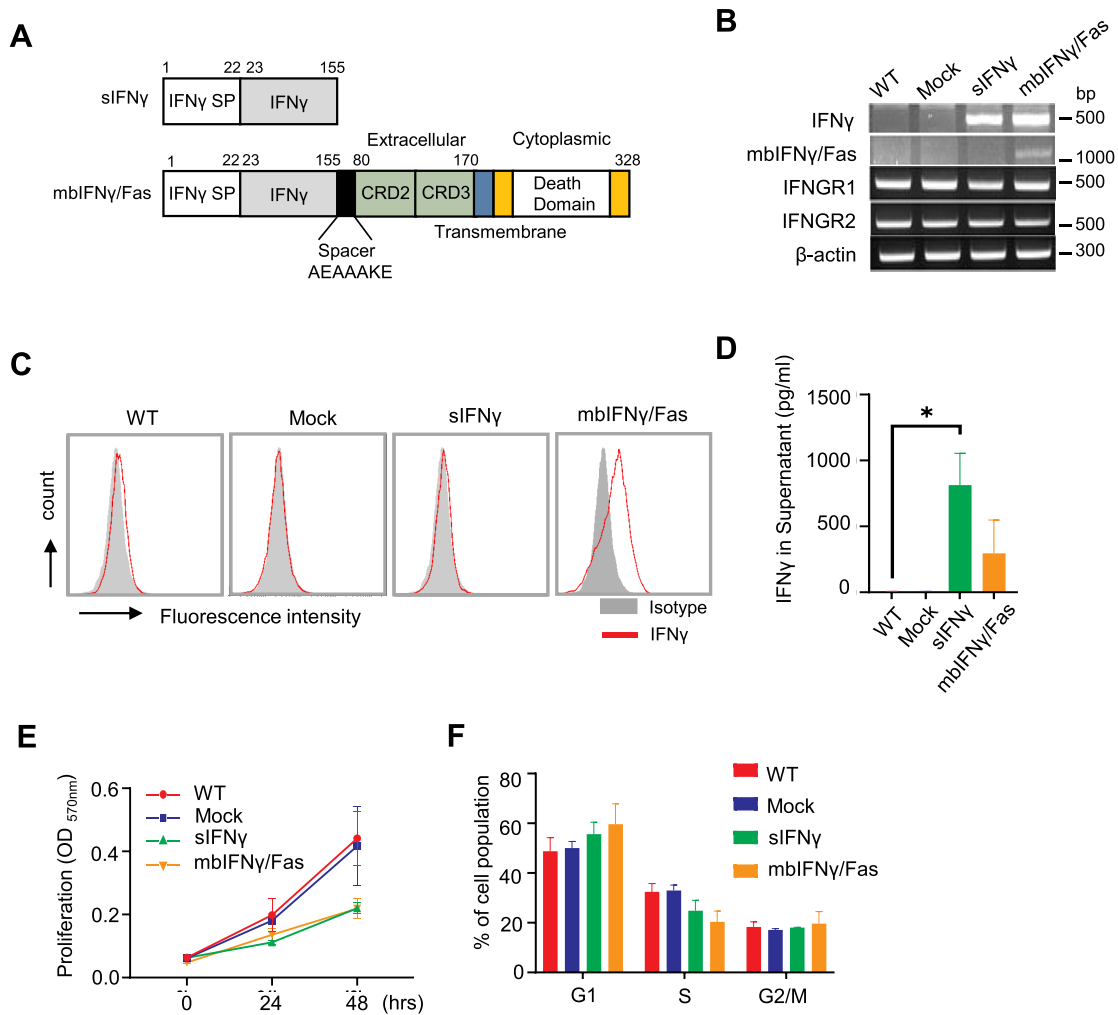 A
1 22 23 155
sIFNγ IFNγ SP IFNγ
Extracellular Cytoplasmic
1 22 23 155 80 170 328
mbIFNγ/Fas IFNγ SP IFNγ CRD2 CRD3 Death Domain
Transmembrane
Spacer
AEAAAKE
B
WT Mock sIFNγ mbIFNγ/Fas
bp
IFNγ 500
mbIFNγ/Fas 1000
IFNGR1 500
IFNGR2 500
β-actin 300
C
WT Mock sIFNγ mbIFNγ/Fas
count
Fluorescence intensity
Isotype
IFNγ
D
IFNγ in Supernatant (pg/ml)
1500
1000
500
0
*
WT Mock sIFNγ mbIFNγ/Fas
E
Proliferation (OD 570nm)
0.6
0.4
0.2
0.0
WT
Mock
sIFNγ
mbIFNγ/Fas
0 24 48 (hrs)
F
% of cell population
80
60
40
20
0
WT
Mock
sIFNγ
mbIFNγ/Fas
G1 S G2/M